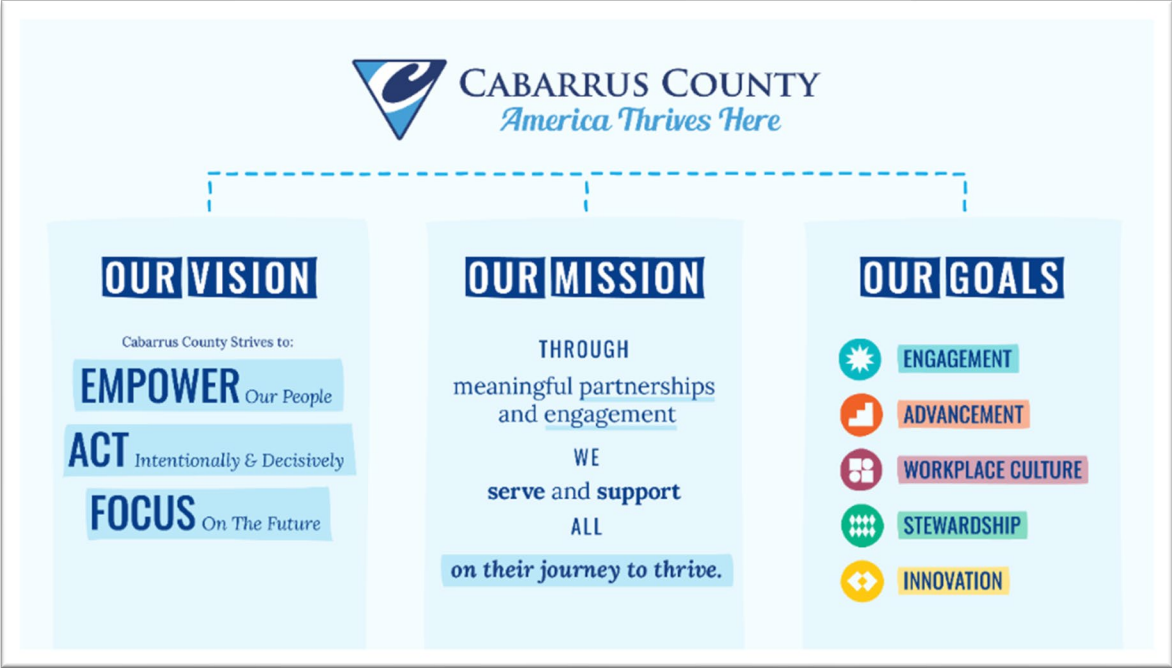 CABARRUS COUNTY
America Thrives Here
OUR VISION
Cabarrus County Strives to:
EMPOWER Our People
ACT Intentionally & Decisively
FOCUS On The Future
OUR MISSION
THROUGH
meaningful partnerships
and engagement
WE
serve and support
ALL
on their journey to thrive.
OUR GOALS
ENGAGEMENT
ADVANCEMENT
WORKPLACE CULTURE
STEWARDSHIP
INNOVATION